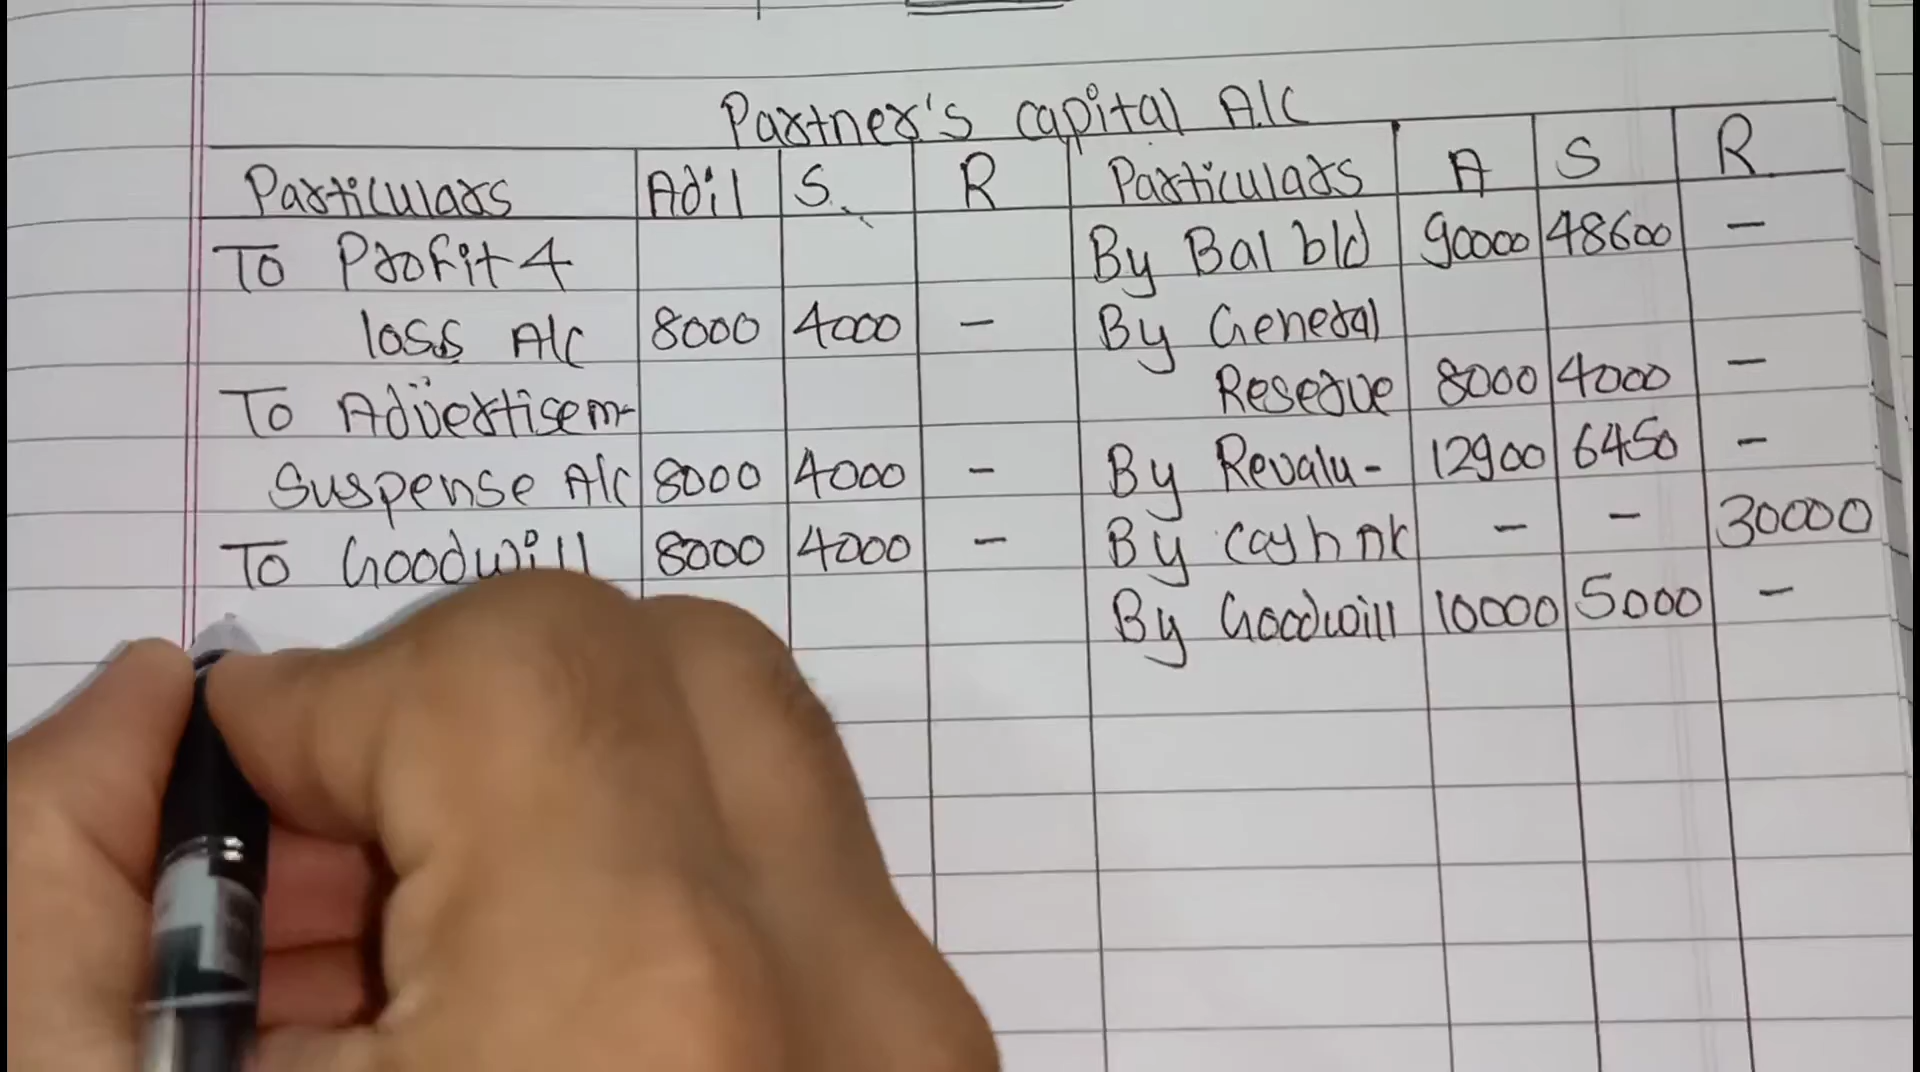 Partner's capital A/c
Particulars Adil S. R Particulars A S R
To Profit & By Bal b/d 90000 48600 -
loss A/c 8000 4000 - By General
To Advertisem- Reserve 8000 4000 -
Suspense A/c 8000 4000 - By Revalu- 12900 6450 -
To Goodwill 8000 4000 - By cash - - 30000
By Goodwill 10000 5000 -